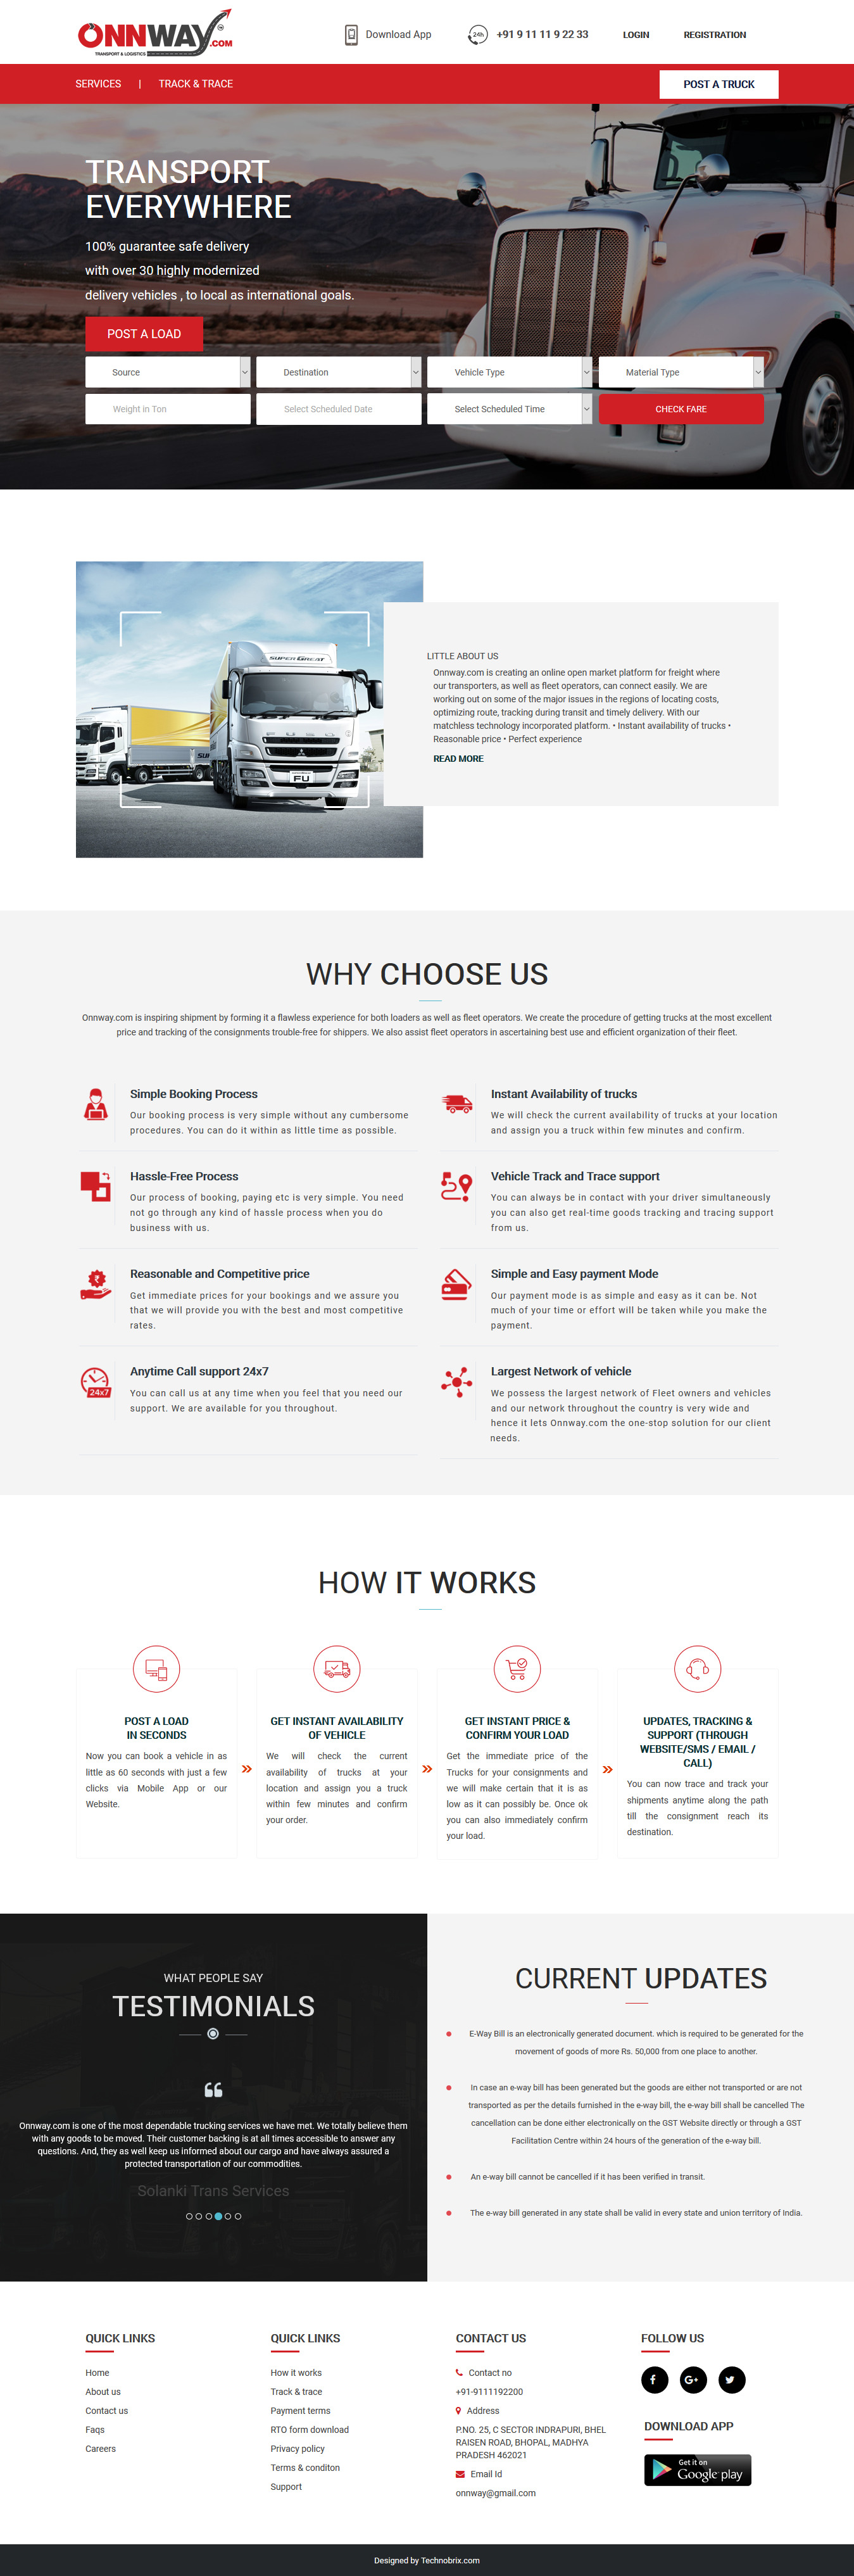 ONNWAY.COM
TRANSPORT & LOGISTICS
Download App
24h
+91 9 11 11 9 22 33
LOGIN
REGISTRATION
SERVICES | TRACK & TRACE
POST A TRUCK
TRANSPORT
EVERYWHERE
100% guarantee safe delivery
with over 30 highly modernized
delivery vehicles , to local as international goals.
POST A LOAD
Source
Destination
Vehicle Type
Material Type
Weight in Ton
Select Scheduled Date
Select Scheduled Time
CHECK FARE
SUPER GREAT
FUSO
FU
SU
LITTLE ABOUT US
Onnway.com is creating an online open market platform for freight where
our transporters, as well as fleet operators, can connect easily. We are
working out on some of the major issues in the regions of locating costs,
optimizing route, tracking during transit and timely delivery. With our
matchless technology incorporated platform. • Instant availability of trucks •
Reasonable price • Perfect experience
READ MORE
WHY CHOOSE US
Onnway.com is inspiring shipment by forming it a flawless experience for both loaders as well as fleet operators. We create the procedure of getting trucks at the most excellent
price and tracking of the consignments trouble-free for shippers. We also assist fleet operators in ascertaining best use and efficient organization of their fleet.
Simple Booking Process
Our booking process is very simple without any cumbersome
procedures. You can do it within as little time as possible.
Instant Availability of trucks
We will check the current availability of trucks at your location
and assign you a truck within few minutes and confirm.
Hassle-Free Process
Our process of booking, paying etc is very simple. You need
not go through any kind of hassle process when you do
business with us.
Vehicle Track and Trace support
You can always be in contact with your driver simultaneously
you can also get real-time goods tracking and tracing support
from us.
Reasonable and Competitive price
Get immediate prices for your bookings and we assure you
that we will provide you with the best and most competitive
rates.
Simple and Easy payment Mode
Our payment mode is as simple and easy as it can be. Not
much of your time or effort will be taken while you make the
payment.
24x7
Anytime Call support 24x7
You can call us at any time when you feel that you need our
support. We are available for you throughout.
Largest Network of vehicle
We possess the largest network of Fleet owners and vehicles
and our network throughout the country is very wide and
hence it lets Onnway.com the one-stop solution for our client
needs.
HOW IT WORKS
POST A LOAD
IN SECONDS
Now you can book a vehicle in as
little as 60 seconds with just a few
clicks via Mobile App or our
Website.
GET INSTANT AVAILABILITY
OF VEHICLE
We will check the current
availability of trucks at your
location and assign you a truck
within few minutes and confirm
your order.
GET INSTANT PRICE &
CONFIRM YOUR LOAD
Get the immediate price of the
Trucks for your consignments and
we will make certain that it is as
low as it can possibly be. Once ok
you can also immediately confirm
your load.
UPDATES, TRACKING &
SUPPORT (THROUGH
WEBSITE/SMS / EMAIL /
CALL)
You can now trace and track your
shipments anytime along the path
till the consignment reach its
destination.
WHAT PEOPLE SAY
TESTIMONIALS
Onnway.com is one of the most dependable trucking services we have met. We totally believe them
with any goods to be moved. Their customer backing is at all times accessible to answer any
questions. And, they as well keep us informed about our cargo and have always assured a
protected transportation of our commodities.
Solanki Trans Services
CURRENT UPDATES
E-Way Bill is an electronically generated document. which is required to be generated for the
movement of goods of more Rs. 50,000 from one place to another.
In case an e-way bill has been generated but the goods are either not transported or are not
transported as per the details furnished in the e-way bill, the e-way bill shall be cancelled The
cancellation can be done either electronically on the GST Website directly or through a GST
Facilitation Centre within 24 hours of the generation of the e-way bill.
An e-way bill cannot be cancelled if it has been verified in transit.
The e-way bill generated in any state shall be valid in every state and union territory of India.
QUICK LINKS
Home
About us
Contact us
Faqs
Careers
QUICK LINKS
How it works
Track & trace
Payment terms
RTO form download
Privacy policy
Terms & conditon
Support
CONTACT US
Contact no
+91-9111192200
Address
P.NO. 25, C SECTOR INDRAPURI, BHEL
RAISEN ROAD, BHOPAL, MADHYA
PRADESH 462021
Email Id
onnway@gmail.com
FOLLOW US
DOWNLOAD APP
Get it on
Google play
Designed by Technobrix.com